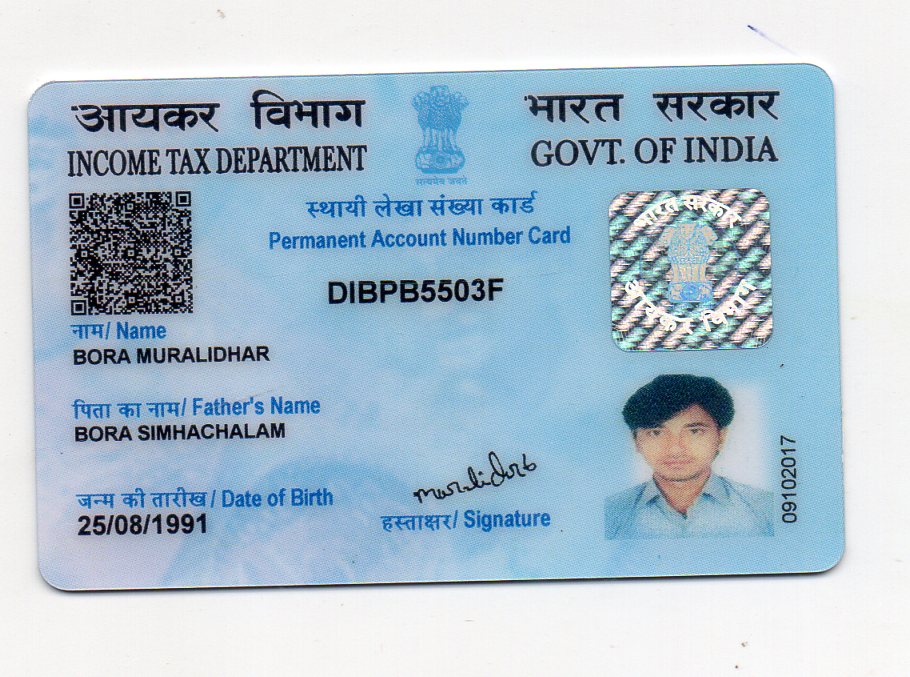 आयकर विभाग
INCOME TAX DEPARTMENT
भारत सरकार
GOVT. OF INDIA
सत्यमेव जयते
स्थायी लेखा संख्या कार्ड
Permanent Account Number Card
DIBPB5503F
भारत सरकार
आयकर विभाग
नाम/ Name
BORA MURALIDHAR
पिता का नाम/ Father's Name
BORA SIMHACHALAM
जन्म की तारीख/ Date of Birth
25/08/1991
muralidhar
हस्ताक्षर/ Signature
09102017